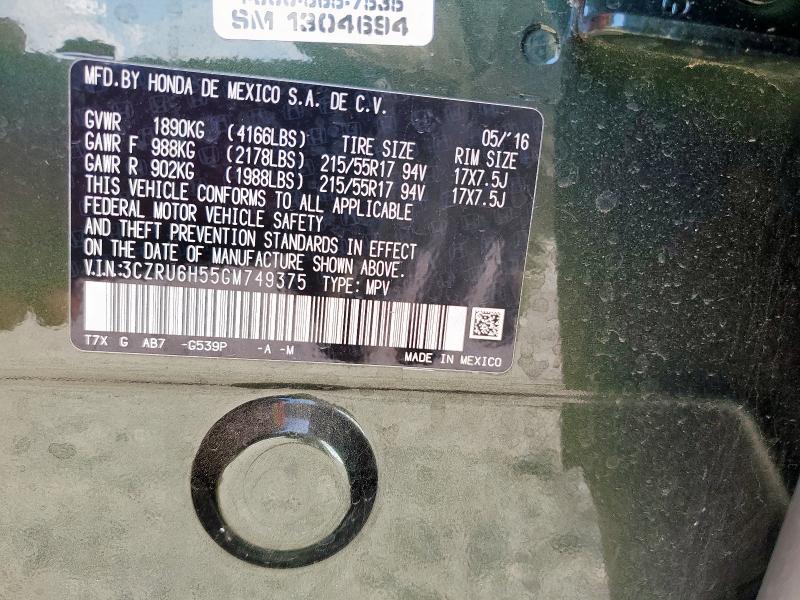 SM 1304694
MFD. BY HONDA DE MEXICO S.A. DE C.V.
05/'16
GVWR 1890KG (4166LBS) TIRE SIZE RIM SIZE
GAWR F 988KG (2178LBS) 215/55R17 94V 17X7.5J
GAWR R 902KG (1988LBS) 215/55R17 94V 17X7.5J
THIS VEHICLE CONFORMS TO ALL APPLICABLE
FEDERAL MOTOR VEHICLE SAFETY
AND THEFT PREVENTION STANDARDS IN EFFECT
ON THE DATE OF MANUFACTURE SHOWN ABOVE.
V.I.N:3CZRU6H55GM749375 TYPE: MPV
T7X G AB7 -G539P -A -M
MADE IN MEXICO